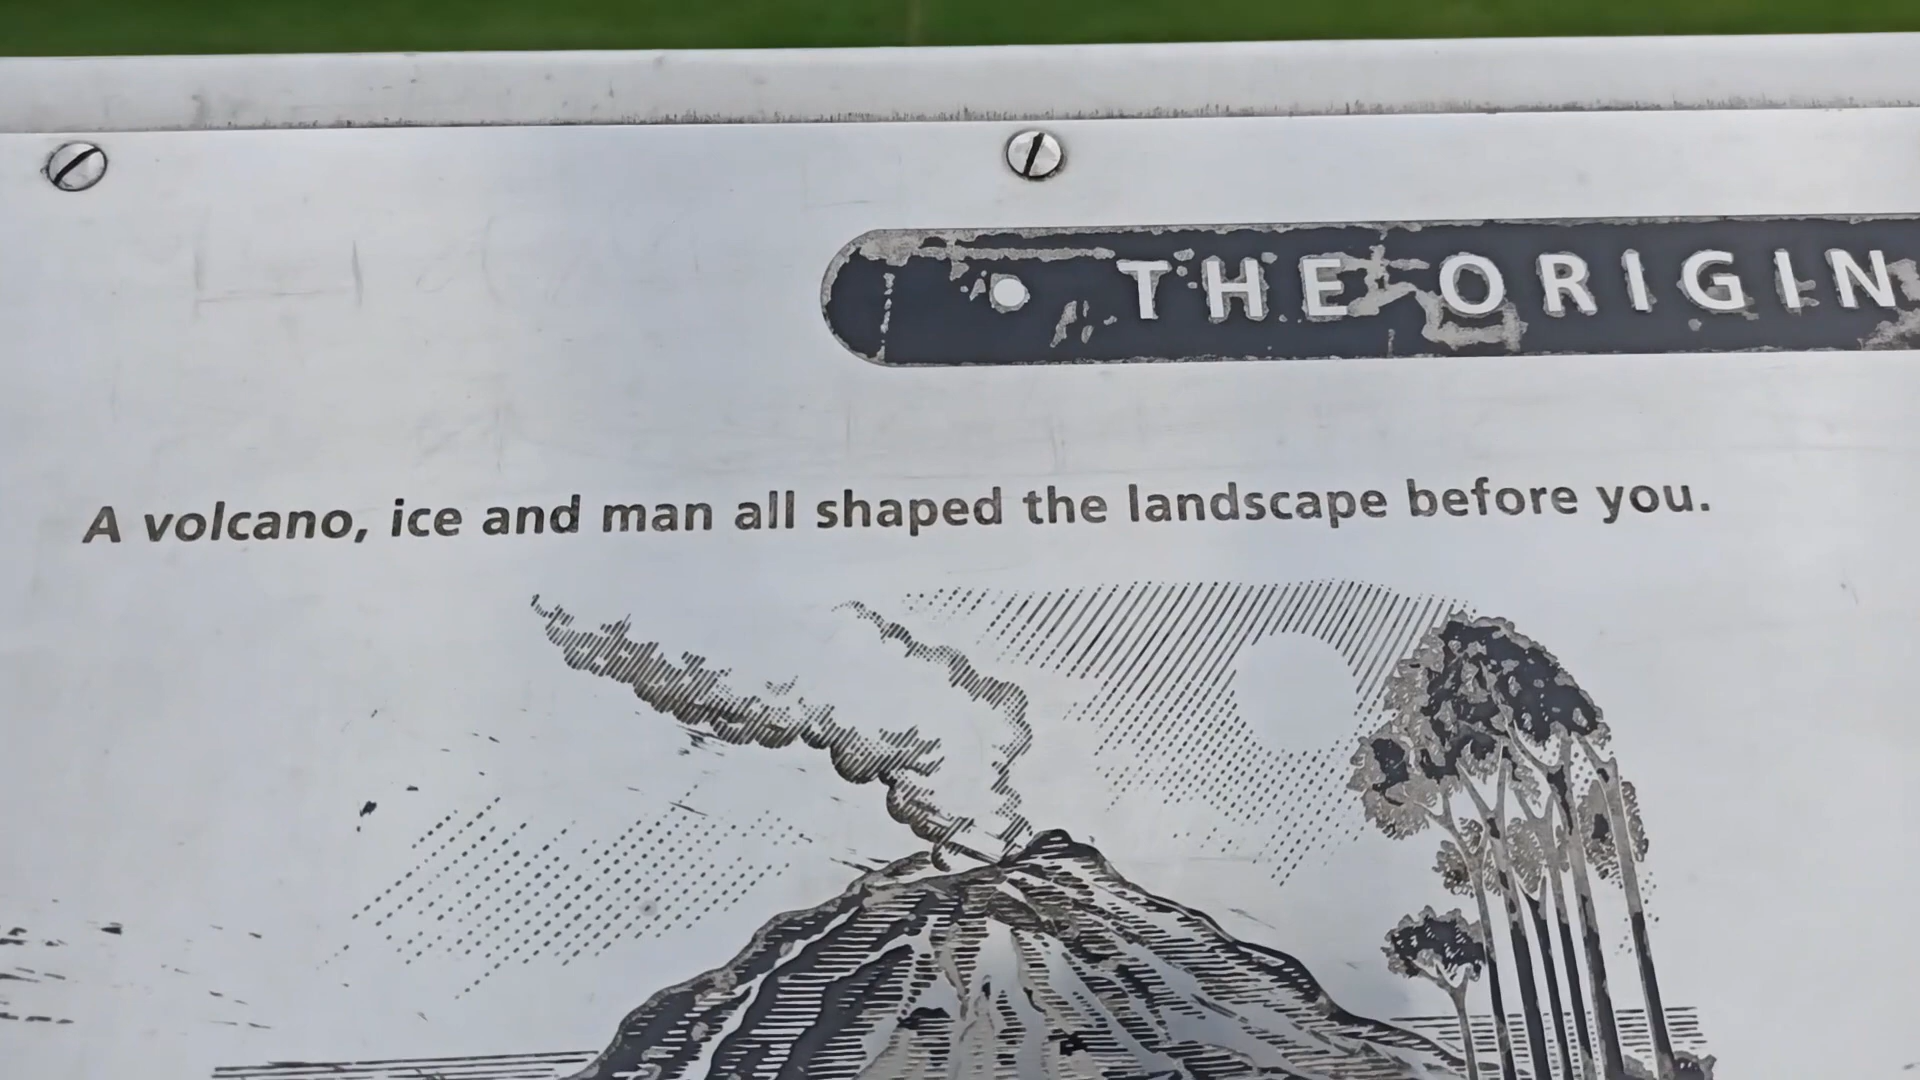 THE ORIGIN
A volcano, ice and man all shaped the landscape before you.